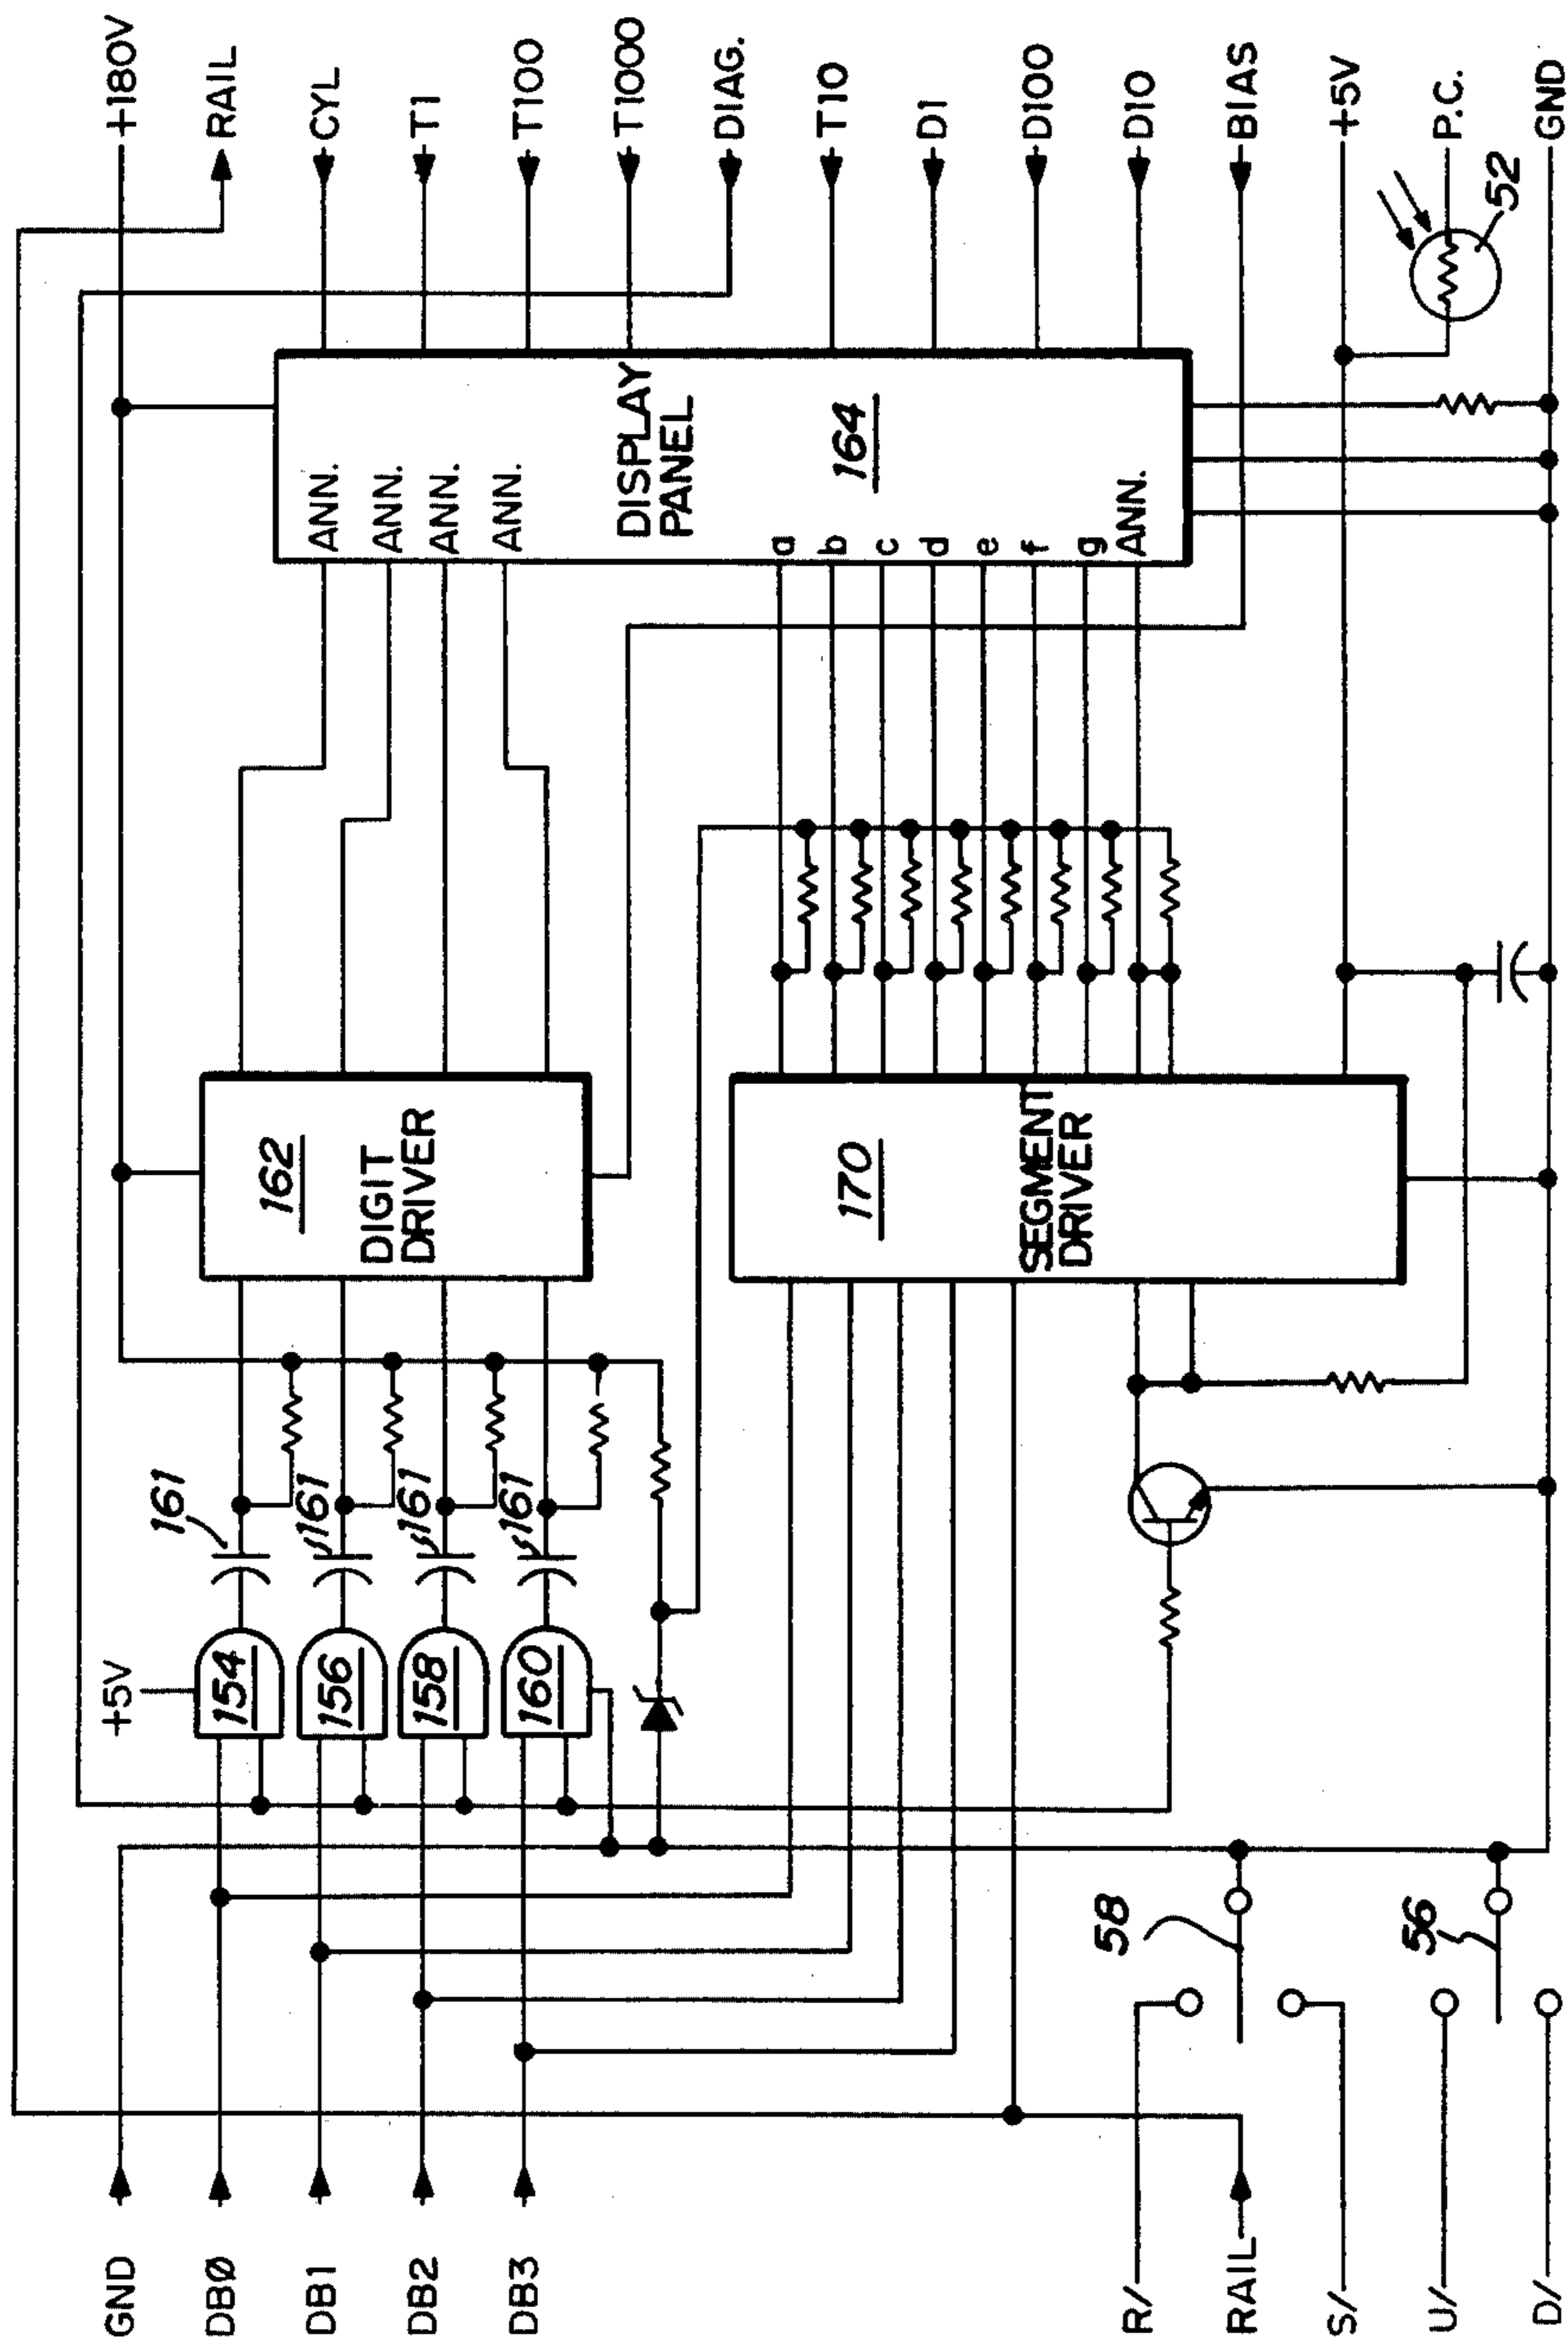 +180V
RAIL
CYL
T1
T100
T1000
DIAG.
T10
D1
D100
D10
BIAS
+5V
P.C.
GND
52
ANN.
ANN.
ANN.
ANN.
DISPLAY
PANEL
164
a
b
c
d
e
f
g
ANN.
162
DIGIT
DRIVER
170
SEGMENT
DRIVER
161
161
161
161
+5V
154
156
158
160
58
56
GND
DBØ
DB1
DB2
DB3
R/
RAIL
S/
U/
D/